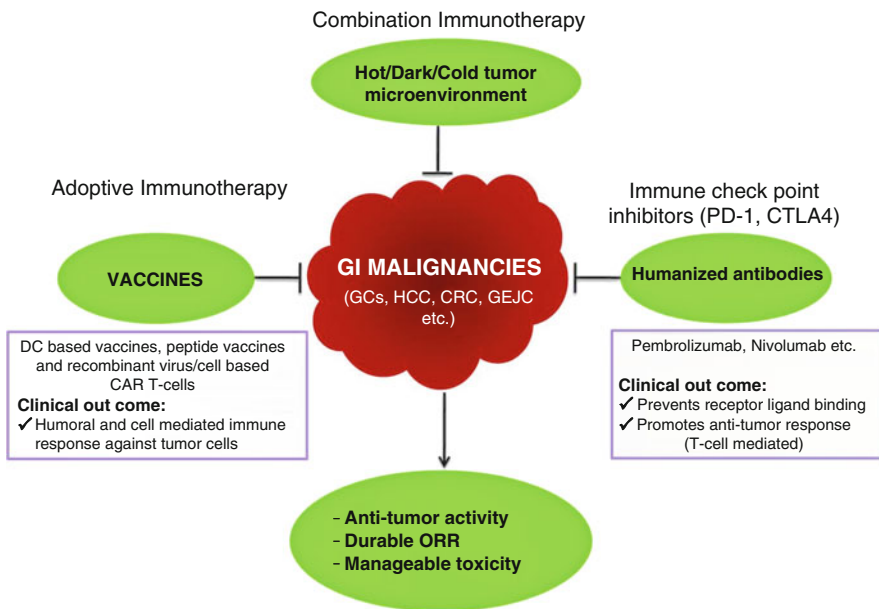 Combination Immunotherapy
Hot/Dark/Cold tumor
microenvironment
Adoptive Immunotherapy
VACCINES
DC based vaccines, peptide vaccines
and recombinant virus/cell based
CAR T-cells
Clinical out come:
✓ Humoral and cell mediated immune
response against tumor cells
GI MALIGNANCIES
(GCs, HCC, CRC, GEJC
etc.)
Immune check point
inhibitors (PD-1, CTLA4)
Humanized antibodies
Pembrolizumab, Nivolumab etc.
Clinical out come:
✓ Prevents receptor ligand binding
✓ Promotes anti-tumor response
(T-cell mediated)
- Anti-tumor activity
- Durable ORR
- Manageable toxicity